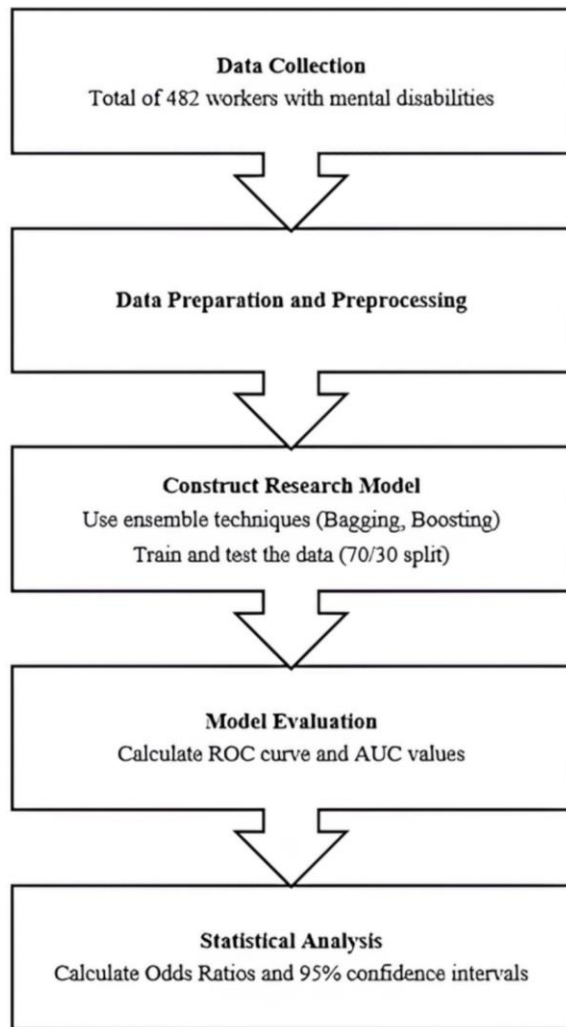 Data Collection
Total of 482 workers with mental disabilities
Data Preparation and Preprocessing
Construct Research Model
Use ensemble techniques (Bagging, Boosting)
Train and test the data (70/30 split)
Model Evaluation
Calculate ROC curve and AUC values
Statistical Analysis
Calculate Odds Ratios and 95% confidence intervals